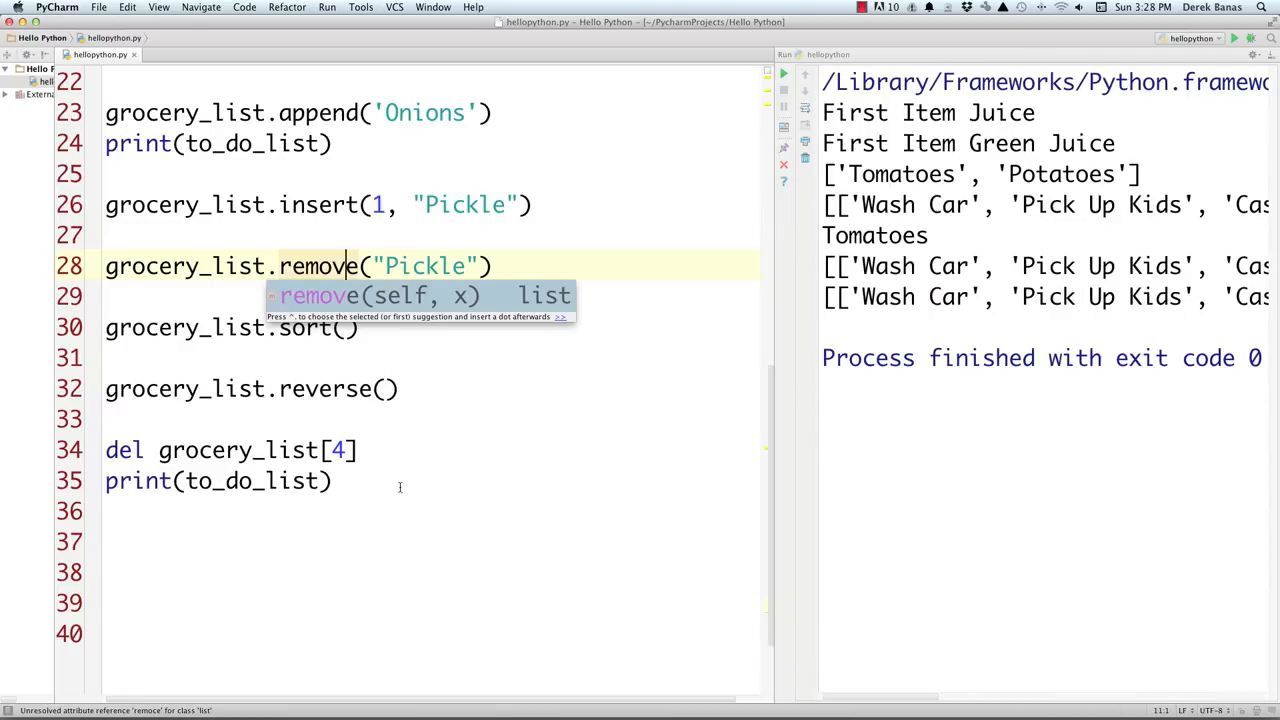 PyCharm File Edit View Navigate Code Refactor Run Tools VCS Window Help 10 Sun 3:28 PM Derek Banas
hellopython.py - Hello Python - [~/PycharmProjects/Hello Python]
Hello Python hellopython.py hellopython
hellopython.py Run hellopython
Hello P
hell
Extern
22
23 grocery_list.append('Onions')
24 print(to_do_list)
25
26 grocery_list.insert(1, "Pickle")
27
28 grocery_list.remove("Pickle")
remove(self, x) list
29
Press ^. to choose the selected (or first) suggestion and insert a dot afterwards >>
30 grocery_list.sort()
31
32 grocery_list.reverse()
33
34 del grocery_list[4]
35 print(to_do_list)
36
37
38
39
40
/Library/Frameworks/Python.framewo
First Item Juice
First Item Green Juice
['Tomatoes', 'Potatoes']
[['Wash Car', 'Pick Up Kids', 'Cas
Tomatoes
[['Wash Car', 'Pick Up Kids', 'Cas
[['Wash Car', 'Pick Up Kids', 'Cas
Process finished with exit code 0
Unresolved attribute reference 'remoce' for class 'list' 11:1 LF UTF-8